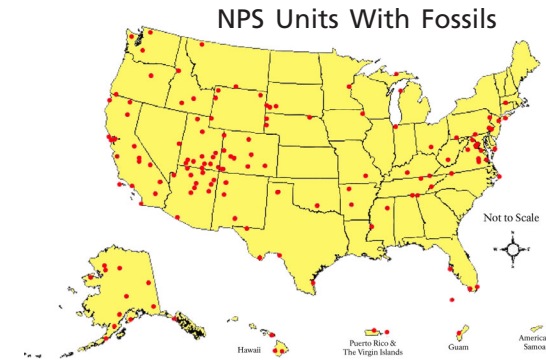 NPS Units With Fossils
Not to Scale
Hawaii
Puerto Rico &
The Virgin Islands
Guam
America
Samoa